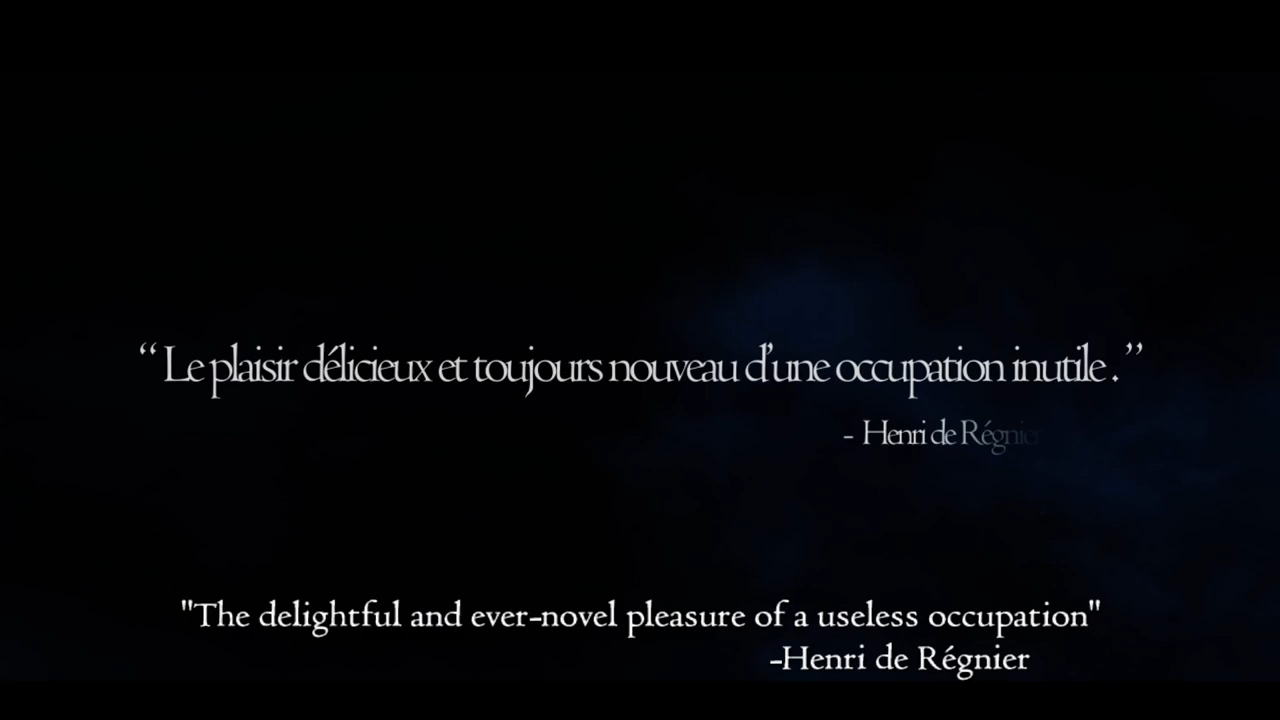 “ Le plaisir délicieux et toujours nouveau d’une occupation inutile . ”
- Henri de Régnier
"The delightful and ever-novel pleasure of a useless occupation"
-Henri de Régnier